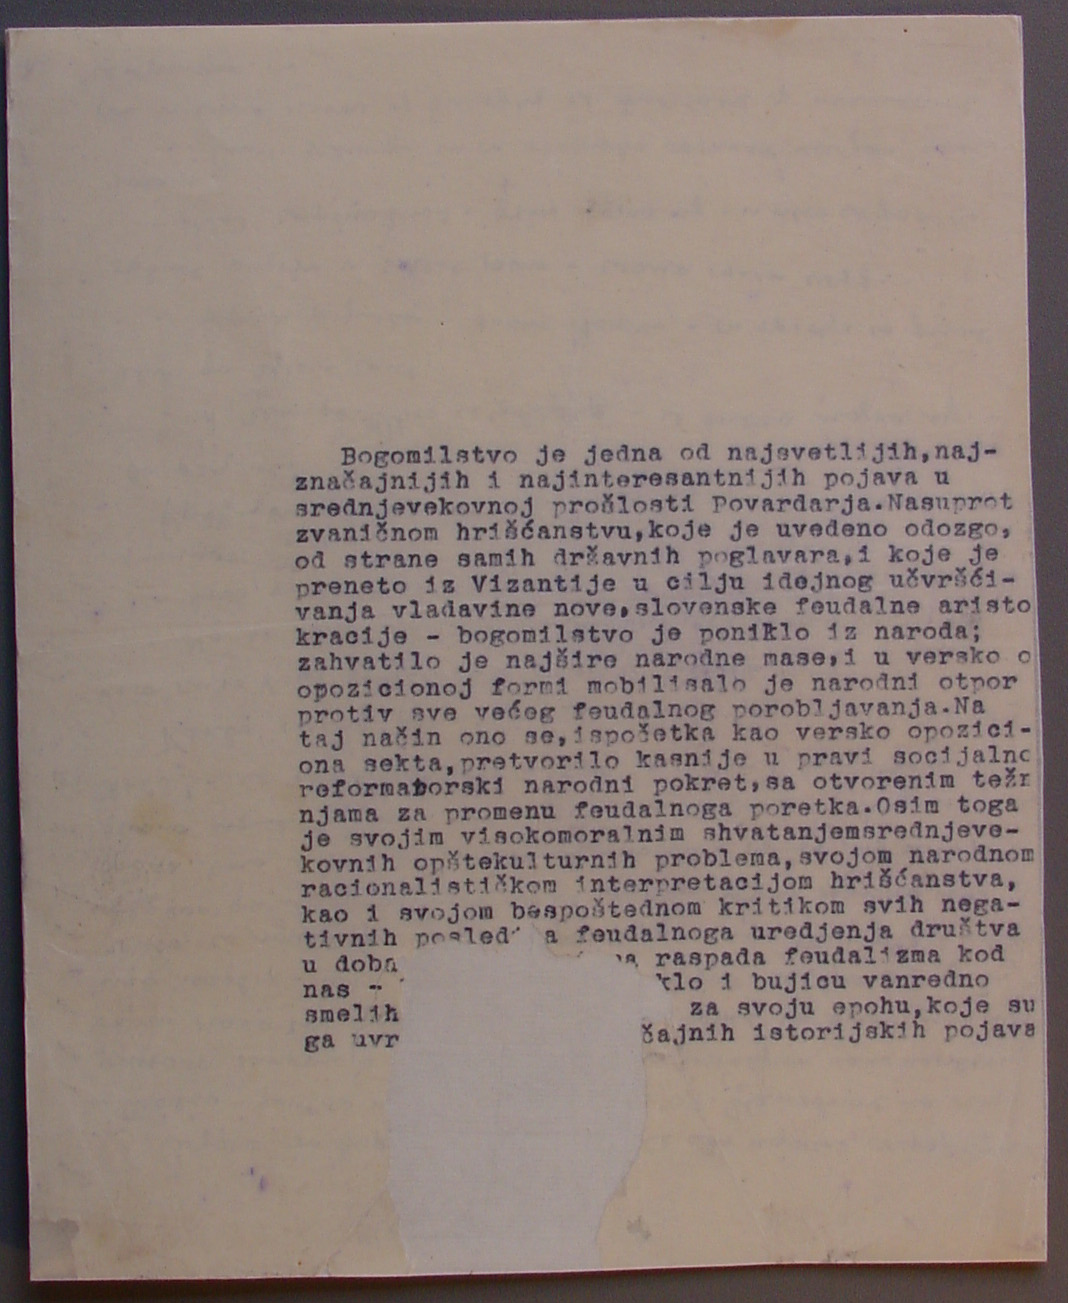 Bogomilstvo je jedna od najsvetlijih,naj-
značajnijih i najinteresantnijih pojava u
srednjevekovnoj prošlosti Povardarja.Nasuprot
zvaničnom hrišćanstvu,koje je uvedeno odozgo,
od strane samih državnih poglavara,i koje je
preneto iz Vizantije u cilju idejnog učvršći-
vanja vladavine nove,slovenske feudalne aristo
kracije - bogomilstvo je poniklo iz naroda;
zahvatilo je najšire narodne mase,i u versko o
opozicionoj formi mobilisalo je narodni otpor
protiv sve većeg feudalnog porobljavanja.Na
taj način ono se,ispočetka kao versko opozici-
ona sekta,pretvorilo kasnije u pravi socijalno
reformatorski narodni pokret,sa otvorenim tež
njama za promenu feudalnoga poretka.Osim toga
je svojim visokomoralnim shvatanjemsrednjeve-
kovnih opštekulturnih problema,svojom narodnom
racionalističkom interpretacijom hrišćanstva,
kao i svojom bespoštednom kritikom svih nega-
tivnih feudalnoga uredjenja društva
u doba raspada feudalizma kod
nas - klo i bujicu vanredno
smelih za svoju epohu,koje su
ga uvr čajnih istorijskih pojava